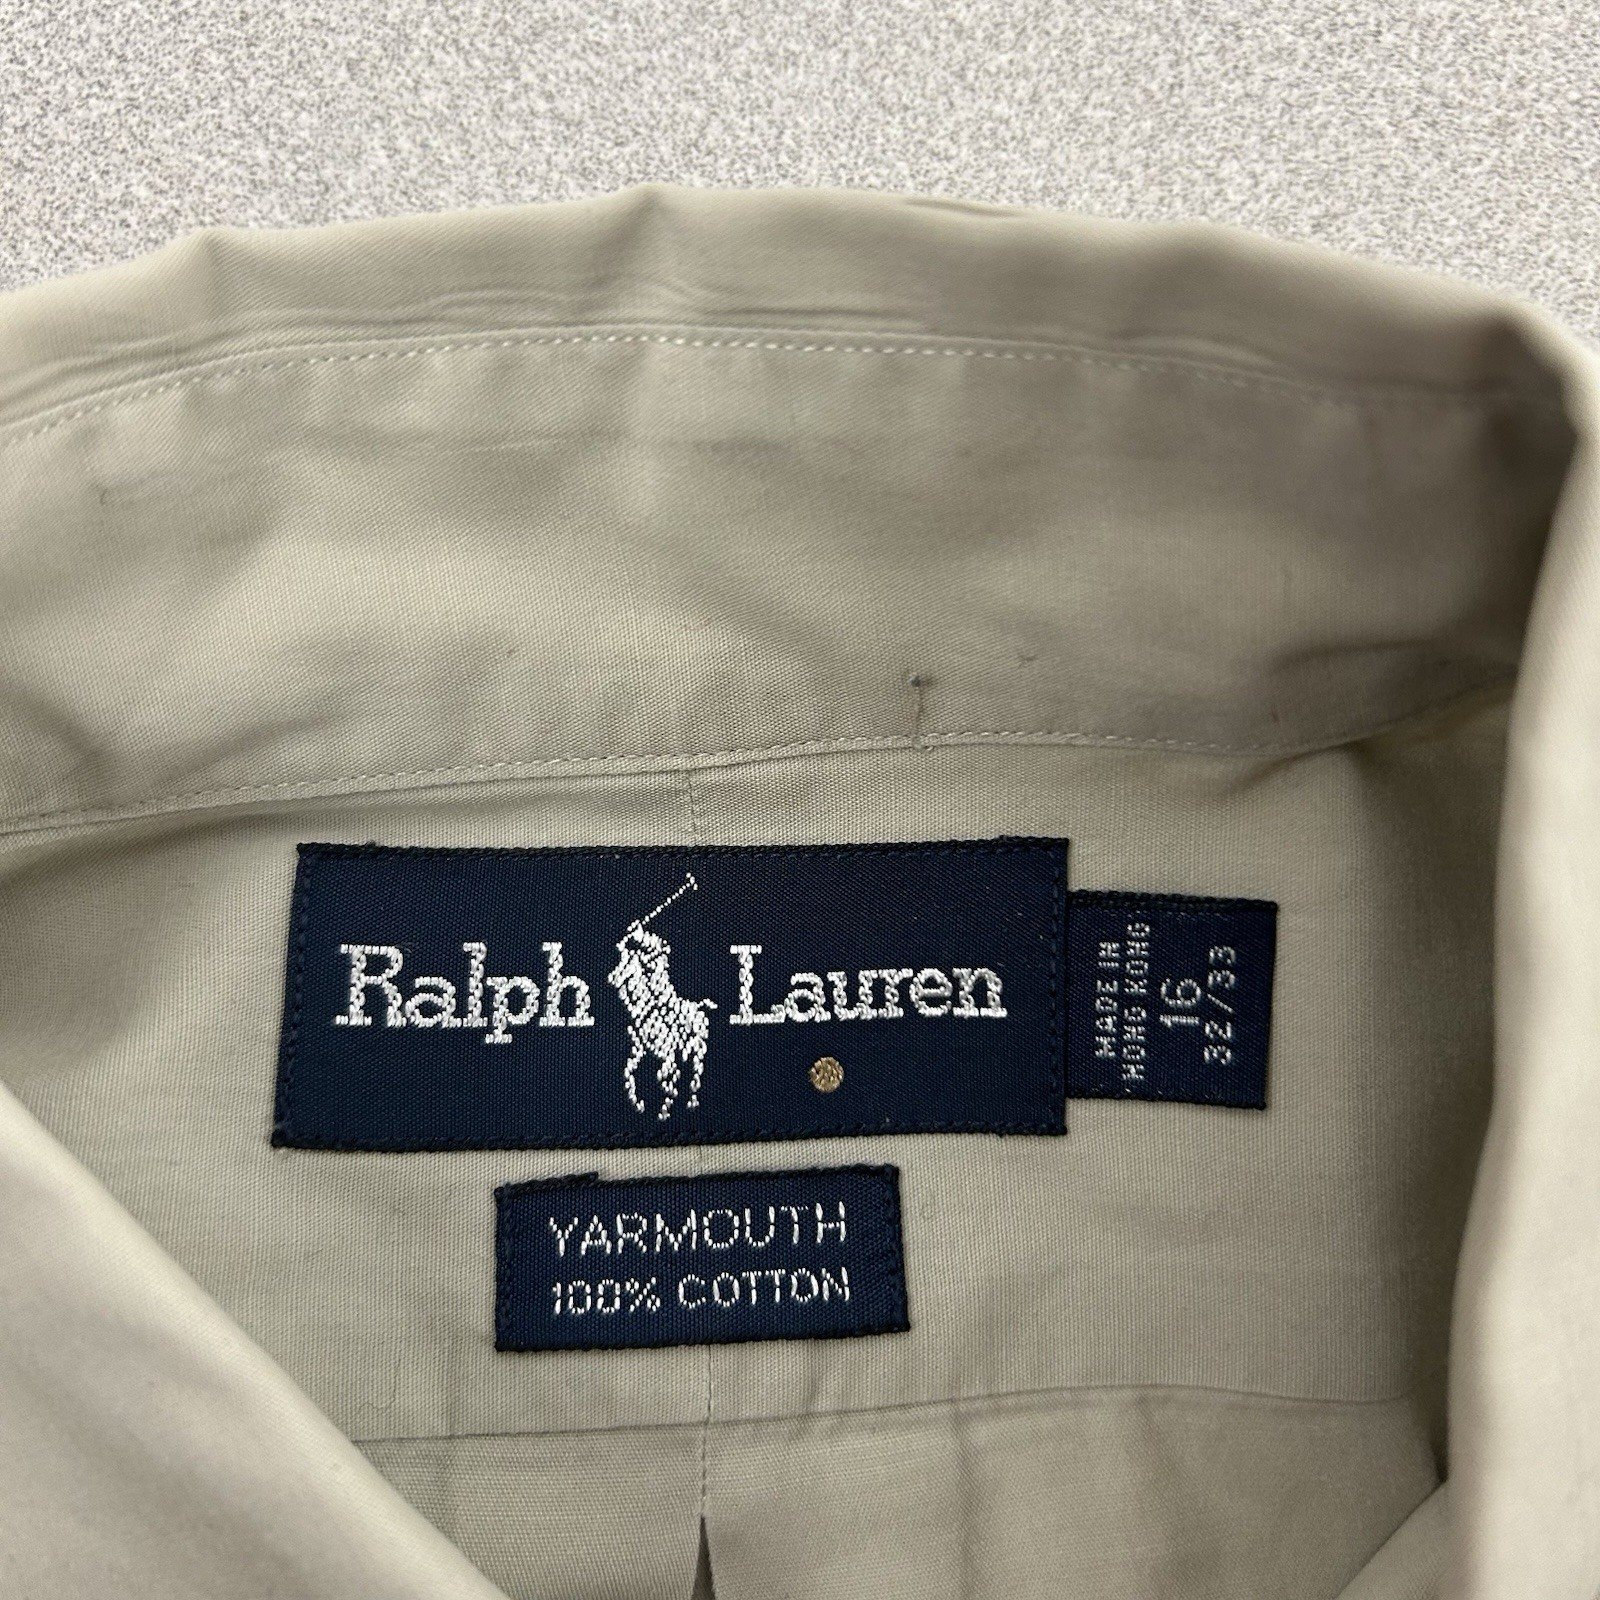 Ralph Lauren
MADE IN
HONG KONG
16
32/33
YARMOUTH
100% COTTON